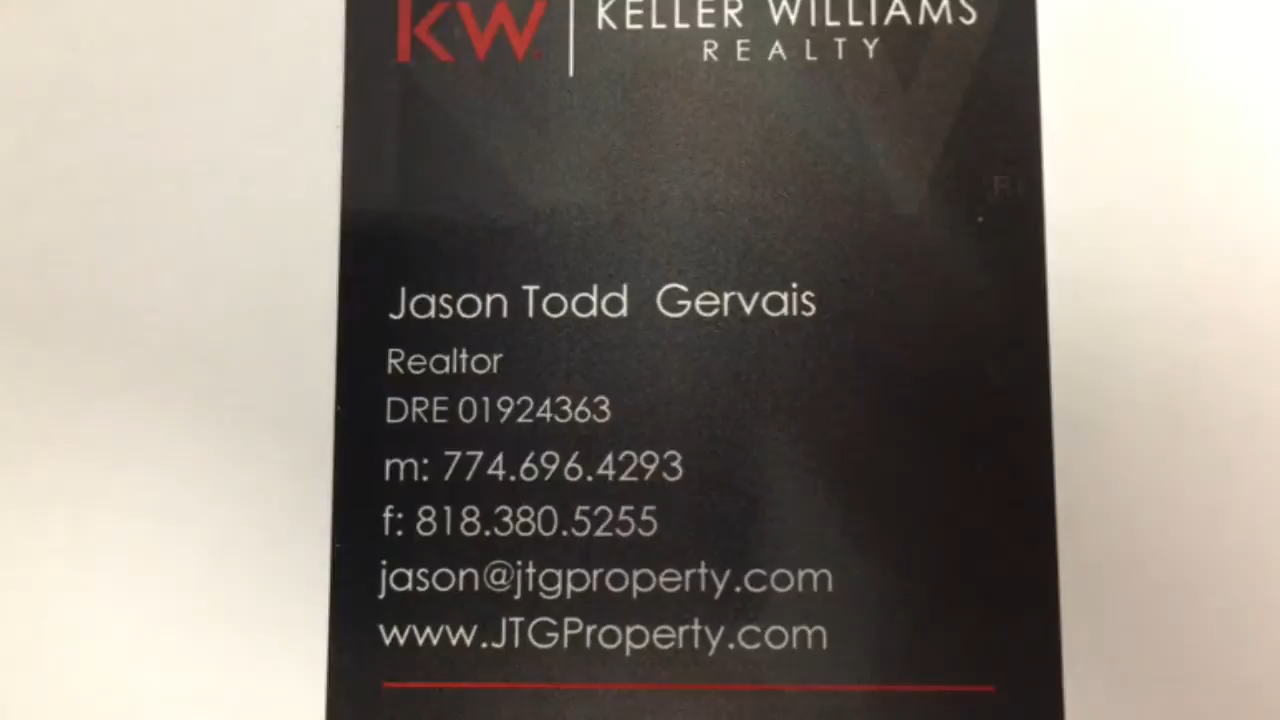 kw
KELLER WILLIAMS
REALTY
Jason Todd Gervais
Realtor
DRE 01924363
m: 774.696.4293
f: 818.380.5255
jason@jtgproperty.com
www.JTGProperty.com